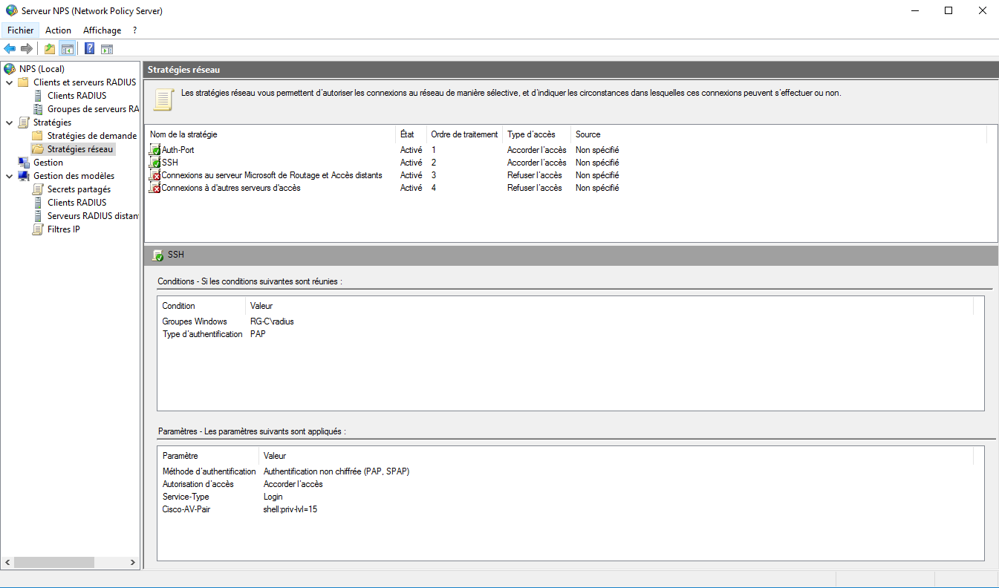 Serveur NPS (Network Policy Server)
Fichier Action Affichage ?
NPS (Local)
Clients et serveurs RADIUS
Clients RADIUS
Groupes de serveurs RA
Stratégies
Stratégies de demande
Stratégies réseau
Gestion
Gestion des modèles
Secrets partagés
Clients RADIUS
Serveurs RADIUS distan
Filtres IP
Stratégies réseau
Les stratégies réseau vous permettent d'autoriser les connexions au réseau de manière sélective, et d'indiquer les circonstances dans lesquelles ces connexions peuvent s'effectuer ou non.
Nom de la stratégie État Ordre de traitement Type d'accès Source
Auth-Port Activé 1 Accorder l'accès Non spécifié
SSH Activé 2 Accorder l'accès Non spécifié
Connexions au serveur Microsoft de Routage et Accès distants Activé 3 Refuser l'accès Non spécifié
Connexions à d'autres serveurs d'accès Activé 4 Refuser l'accès Non spécifié
SSH
Conditions - Si les conditions suivantes sont réunies :
Condition Valeur
Groupes Windows RG-C\radius
Type d'authentification PAP
Paramètres - Les paramètres suivants sont appliqués :
Paramètre Valeur
Méthode d'authentification Authentification non chiffrée (PAP, SPAP)
Autorisation d'accès Accorder l'accès
Service-Type Login
Cisco-AV-Pair shell:priv-lvl=15